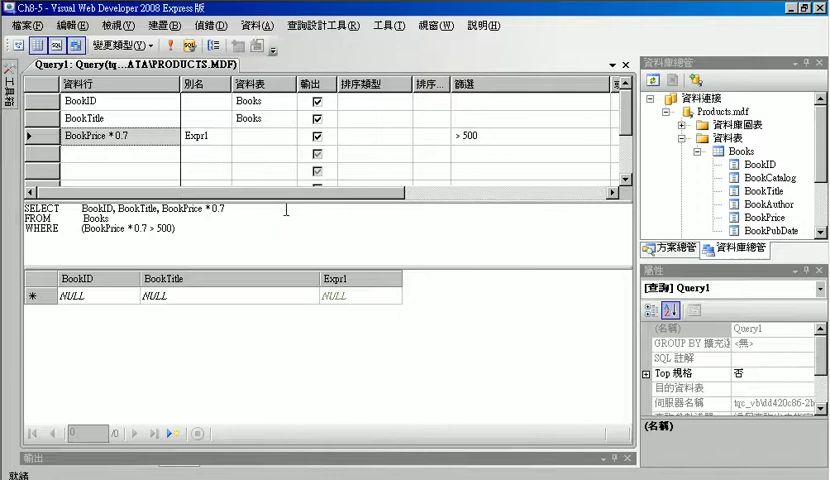 Ch8-5 - Visual Web Developer 2008 Express 版
檔案(F) 編輯(E) 檢視(V) 建置(B) 偵錯(D) 資料(A) 查詢設計工具(R) 工具(T) 視窗(W) 說明(H)
變更類型(Y)
工具箱
Query1: Query(tq...ATA\PRODUCTS.MDF)
資料行 別名 資料表 輸出 排序類型 排序... 篩選
BookID Books
BookTitle Books
BookPrice * 0.7 Expr1 > 500
SELECT BookID, BookTitle, BookPrice * 0.7
FROM Books
WHERE (BookPrice * 0.7 > 500)
BookID BookTitle Expr1
NULL NULL NULL
0 /0
輸出
就緒
資料庫總管
資料連接
Products.mdf
資料庫圖表
資料表
Books
BookID
BookCatalog
BookTitle
BookAuthor
BookPrice
BookPubDate
方案總管 資料庫總管
屬性
[查詢] Query1
(名稱) Query1
GROUP BY 擴充 <無>
SQL 註解
Top 規格 否
目的資料表
伺服器名稱 tqc_vb\dd420c86-2b
(名稱)